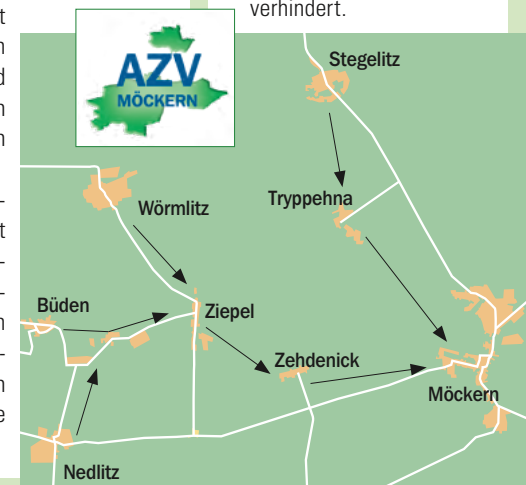 verhindert.
AZV
MÖCKERN
Stegelitz
Tryppehna
Wörmlitz
Büden
Ziepel
Zehdenick
Möckern
Nedlitz